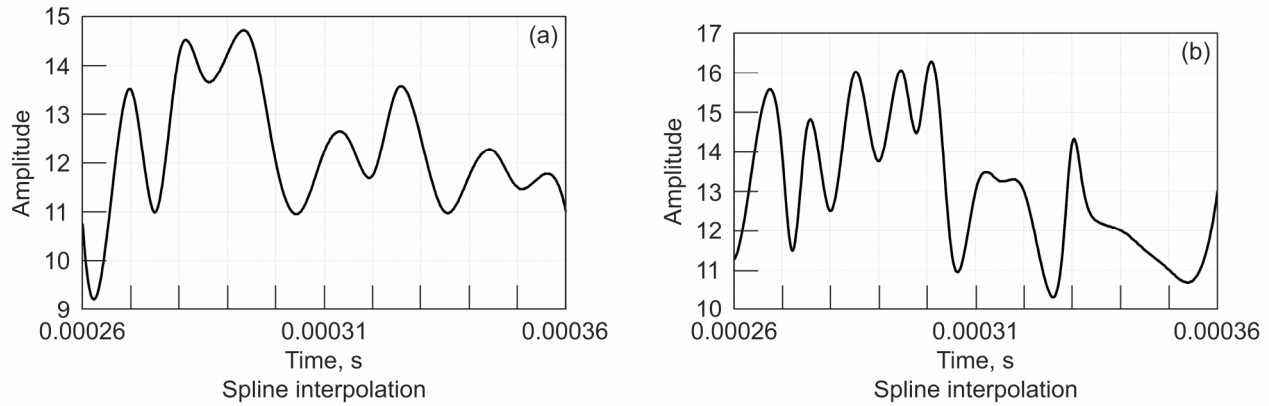 (a)
15
14
13
12
11
10
9
Amplitude
0.00026
0.00031
0.00036
Time, s
Spline interpolation
(b)
17
16
15
14
13
12
11
10
Amplitude
0.00026
0.00031
0.00036
Time, s
Spline interpolation